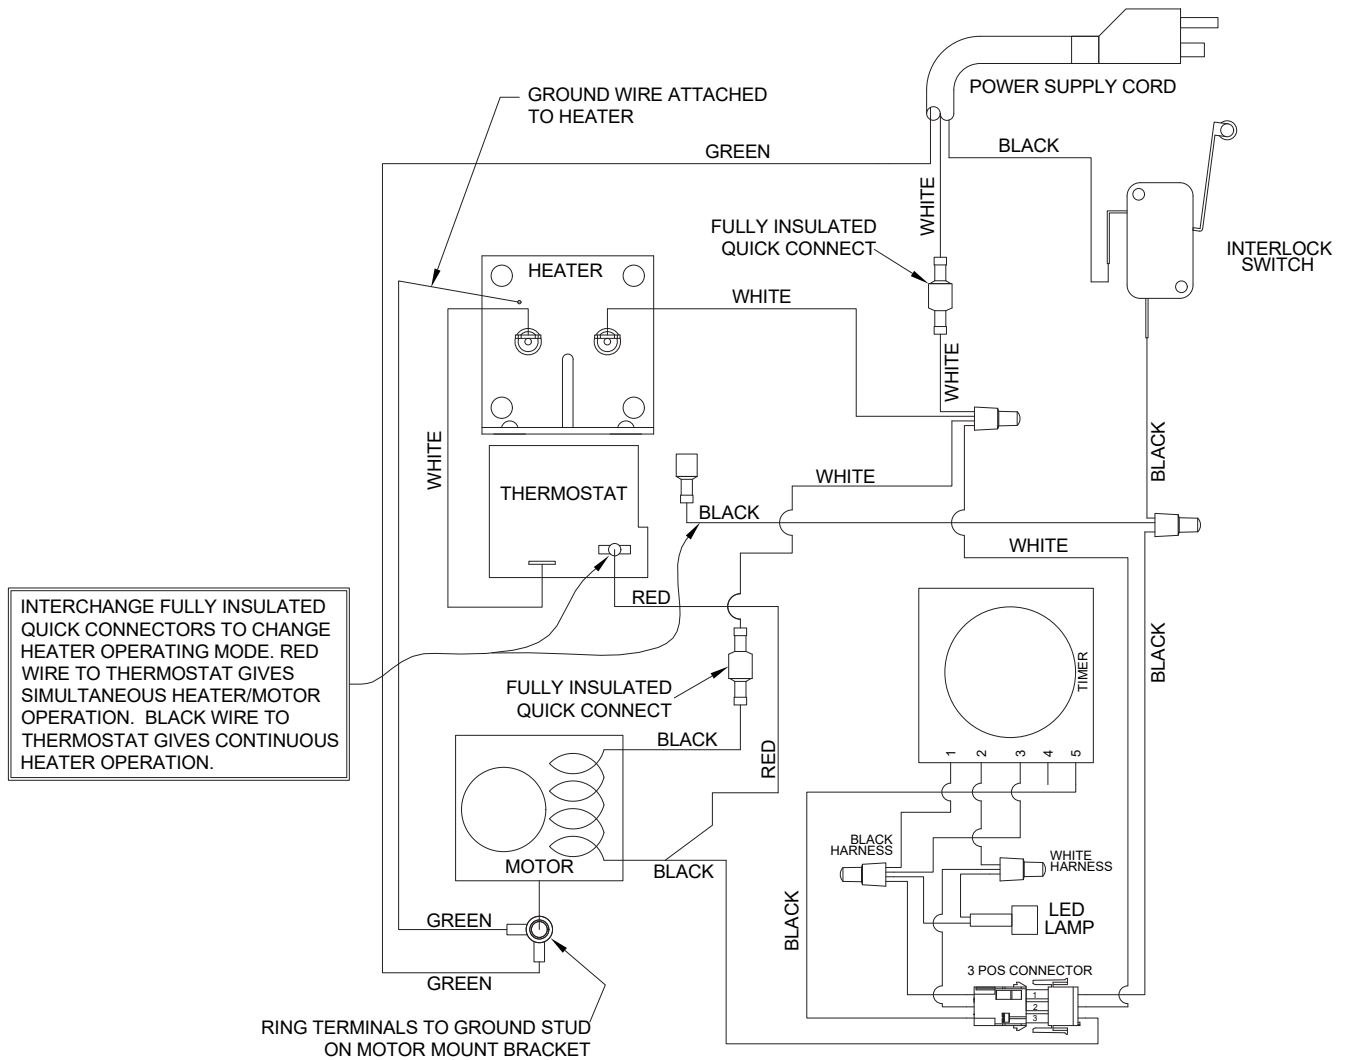 POWER SUPPLY CORD
GROUND WIRE ATTACHED
TO HEATER
GREEN
BLACK
WHITE
FULLY INSULATED
QUICK CONNECT
INTERLOCK
SWITCH
HEATER
WHITE
WHITE
WHITE
BLACK
WHITE
THERMOSTAT
BLACK
WHITE
RED
INTERCHANGE FULLY INSULATED
QUICK CONNECTORS TO CHANGE
HEATER OPERATING MODE. RED
WIRE TO THERMOSTAT GIVES
SIMULTANEOUS HEATER/MOTOR
OPERATION. BLACK WIRE TO
THERMOSTAT GIVES CONTINUOUS
HEATER OPERATION.
BLACK
TIMER
FULLY INSULATED
QUICK CONNECT
BLACK
RED
1 2 3 4 5
BLACK
HARNESS
WHITE
HARNESS
MOTOR
BLACK
BLACK
LED
LAMP
GREEN
GREEN
3 POS CONNECTOR
1
2
3
RING TERMINALS TO GROUND STUD
ON MOTOR MOUNT BRACKET